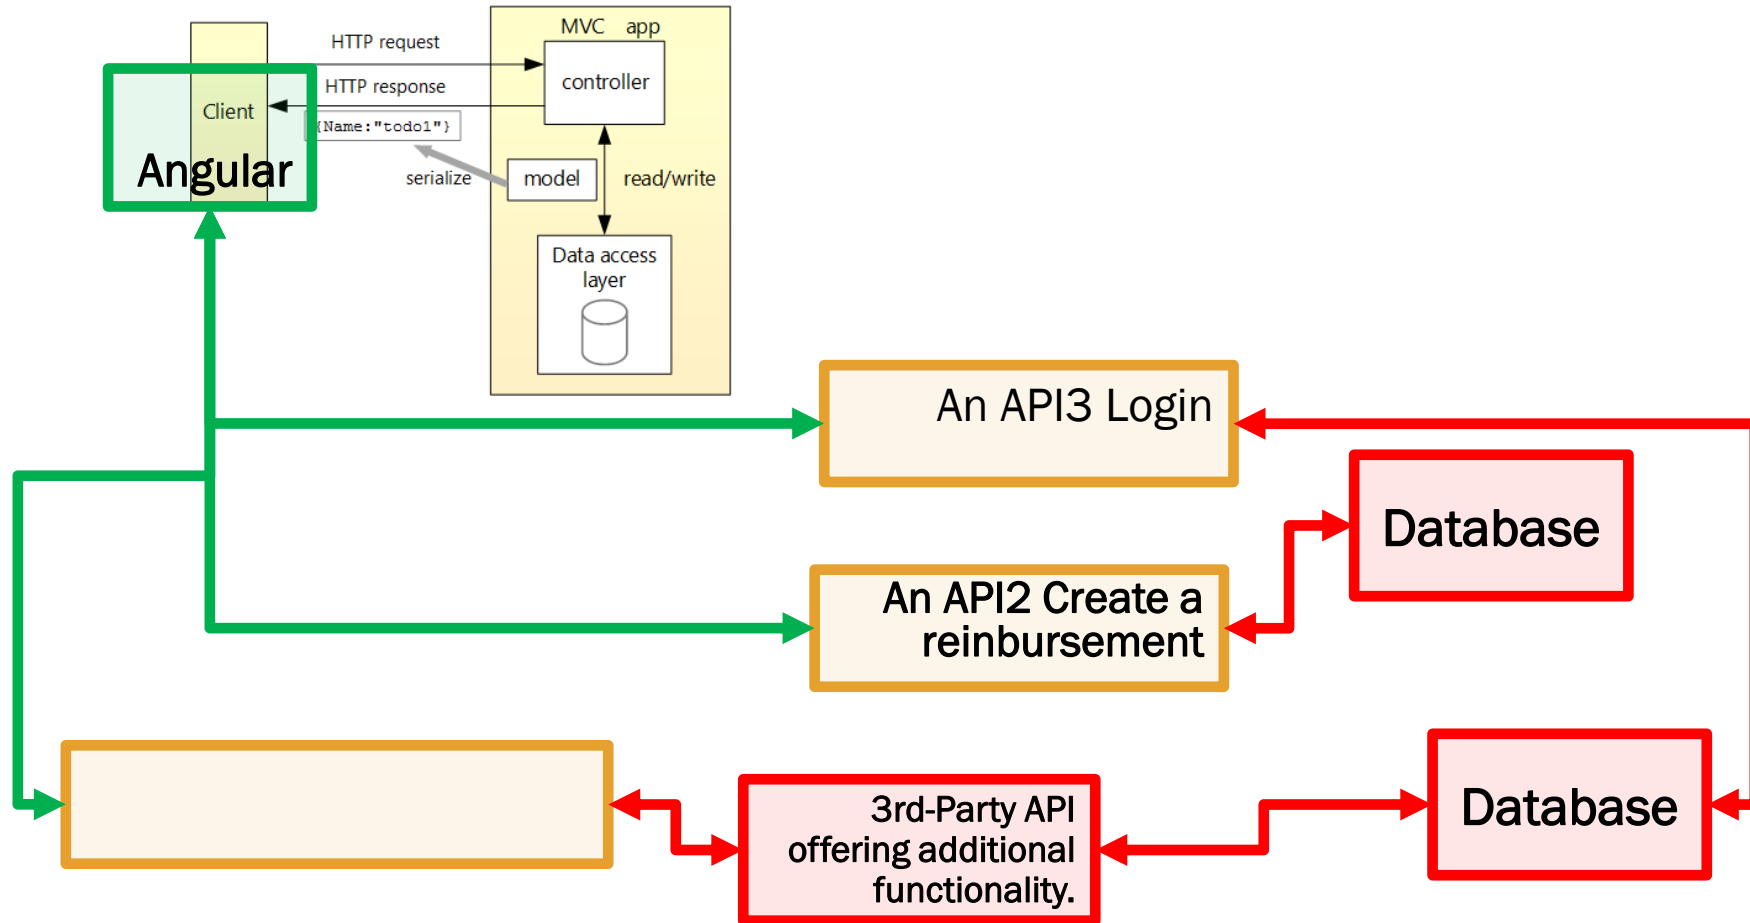 MVC app
HTTP request
controller
HTTP response
Client
{Name:"todo1"}
Angular
serialize
model
read/write
Data access
layer
An API3 Login
Database
An API2 Create a
reinbursement
3rd-Party API
offering additional
functionality.
Database